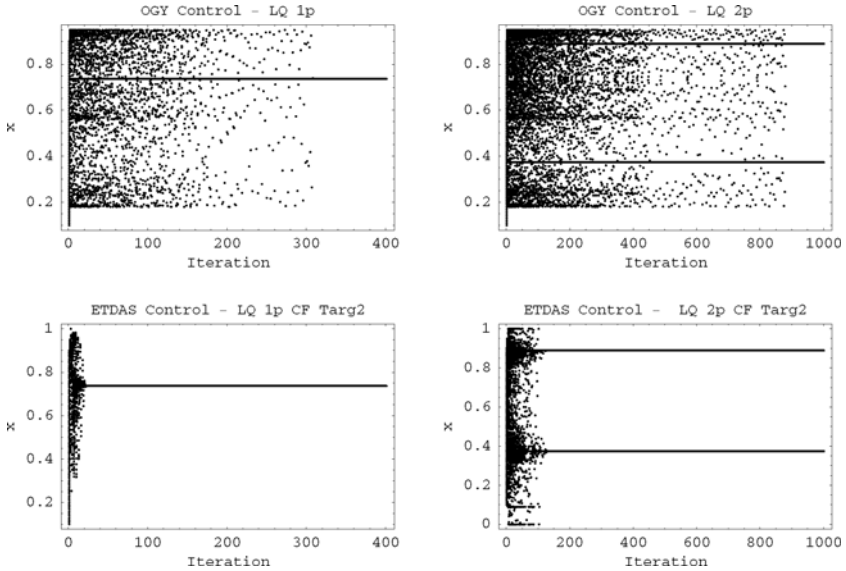 OGY Control - LQ 1p
OGY Control - LQ 2p
0.8
0.6
0.4
0.2
x
0 100 200 300 400
Iteration
0.8
0.6
0.4
0.2
x
0 200 400 600 800 1000
Iteration
ETDAS Control - LQ 1p CF Targ2
ETDAS Control - LQ 2p CF Targ2
1
0.8
0.6
0.4
0.2
x
0 100 200 300 400
Iteration
1
0.8
0.6
0.4
0.2
0
x
0 200 400 600 800 1000
Iteration